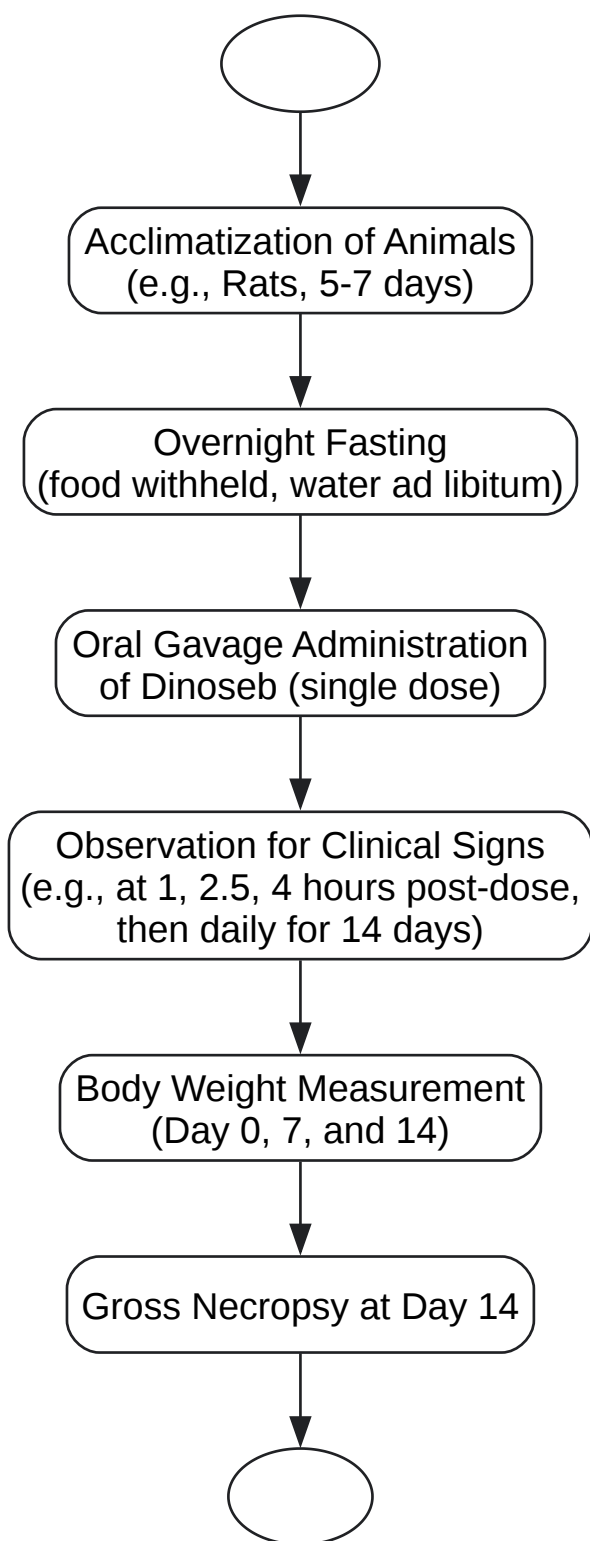 Acclimatization of Animals
(e.g., Rats, 5-7 days)
Overnight Fasting
(food withheld, water ad libitum)
Oral Gavage Administration
of Dinoseb (single dose)
Observation for Clinical Signs
(e.g., at 1, 2.5, 4 hours post-dose,
then daily for 14 days)
Body Weight Measurement
(Day 0, 7, and 14)
Gross Necropsy at Day 14